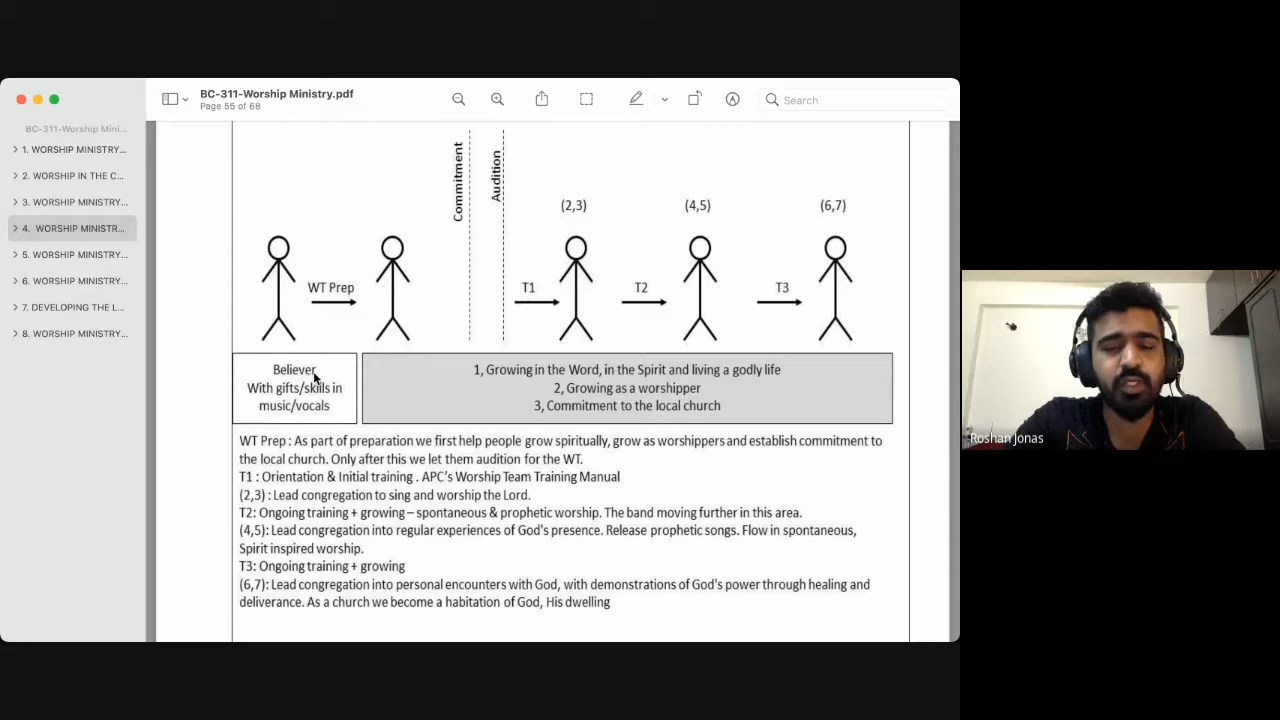 BC-311-Worship Ministry.pdf
Page 55 of 68
Search
BC-311-Worship Mini...
1. WORSHIP MINISTRY...
2. WORSHIP IN THE C...
3. WORSHIP MINISTRY...
4. WORSHIP MINISTR...
5. WORSHIP MINISTRY...
6. WORSHIP MINISTRY...
7. DEVELOPING THE L...
8. WORSHIP MINISTRY...
Commitment
Audition
(2,3)
(4,5)
(6,7)
WT Prep
T1
T2
T3
Believer
With gifts/skills in
music/vocals
1, Growing in the Word, in the Spirit and living a godly life
2, Growing as a worshipper
3, Commitment to the local church
WT Prep : As part of preparation we first help people grow spiritually, grow as worshippers and establish commitment to
the local church. Only after this we let them audition for the WT.
T1 : Orientation & Initial training . APC's Worship Team Training Manual
(2,3) : Lead congregation to sing and worship the Lord.
T2: Ongoing training + growing – spontaneous & prophetic worship. The band moving further in this area.
(4,5): Lead congregation into regular experiences of God's presence. Release prophetic songs. Flow in spontaneous,
Spirit inspired worship.
T3: Ongoing training + growing
(6,7): Lead congregation into personal encounters with God, with demonstrations of God's power through healing and
deliverance. As a church we become a habitation of God, His dwelling
Roshan Jonas